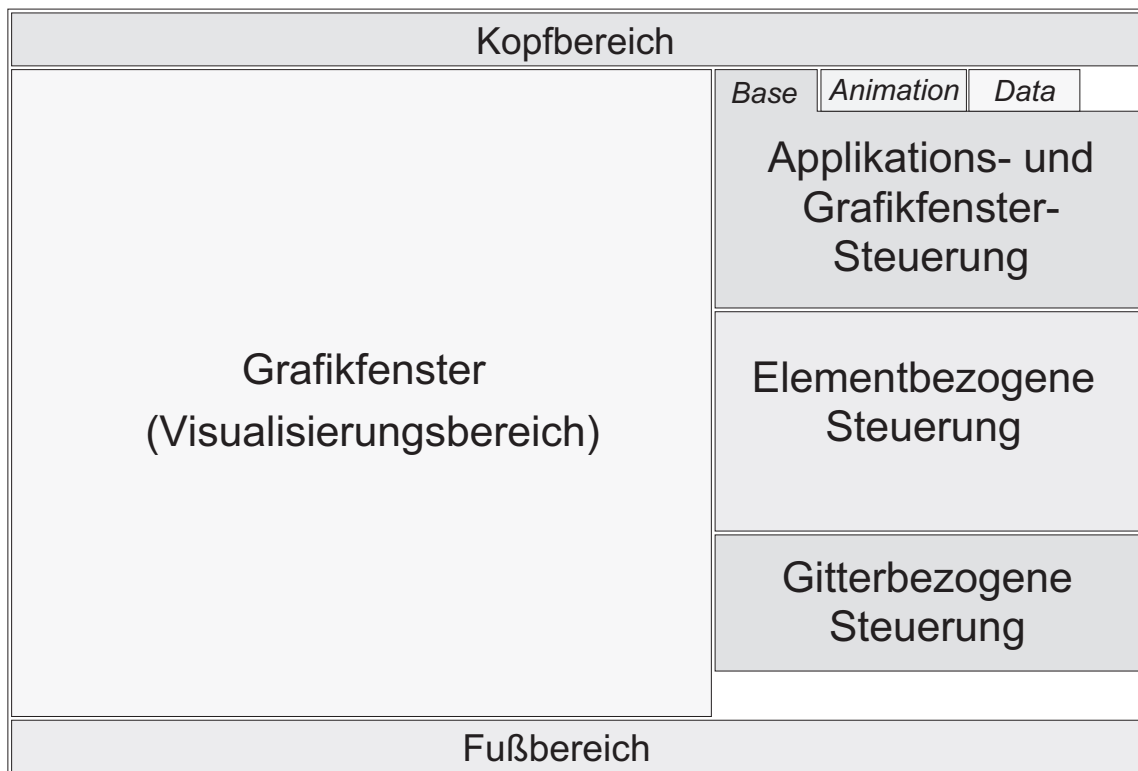 Kopfbereich
Base Animation Data
Applikations- und
Grafikfenster-
Steuerung
Grafikfenster
(Visualisierungsbereich)
Elementbezogene
Steuerung
Gitterbezogene
Steuerung
Fußbereich